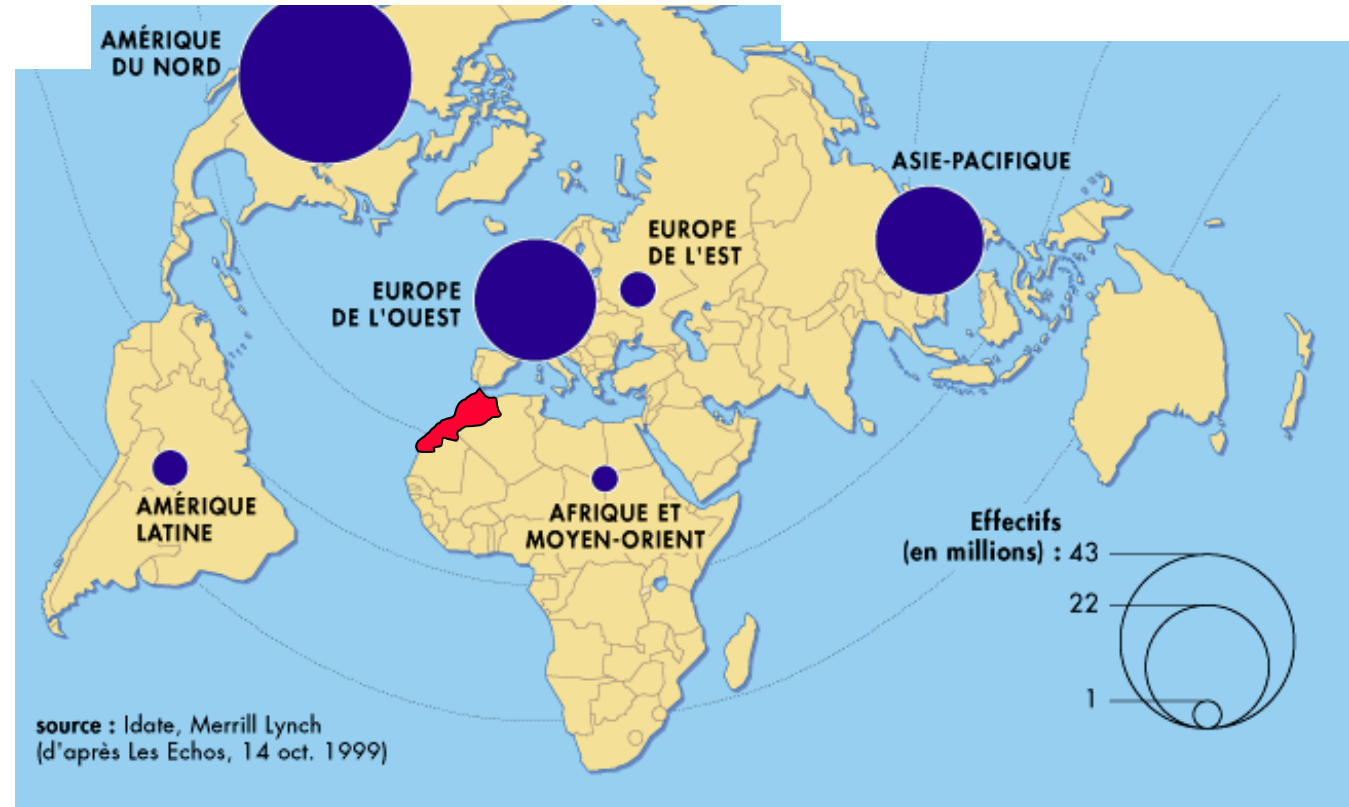 AMÉRIQUE
DU NORD
ASIE-PACIFIQUE
EUROPE
DE L'EST
EUROPE
DE L'OUEST
AMÉRIQUE
LATINE
AFRIQUE ET
MOYEN-ORIENT
Effectifs
(en millions) : 43
22
1
source : Idate, Merrill Lynch
(d'après Les Echos, 14 oct. 1999)